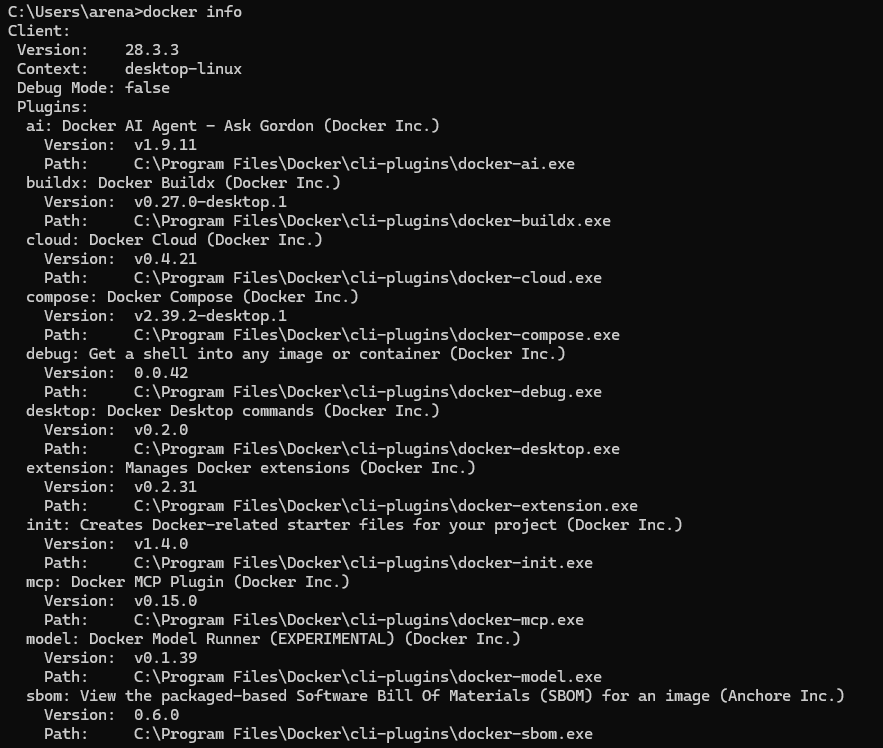 C:\Users\arena>docker info
Client:
 Version:    28.3.3
 Context:    desktop-linux
 Debug Mode: false
 Plugins:
  ai: Docker AI Agent - Ask Gordon (Docker Inc.)
    Version:  v1.9.11
    Path:     C:\Program Files\Docker\cli-plugins\docker-ai.exe
  buildx: Docker Buildx (Docker Inc.)
    Version:  v0.27.0-desktop.1
    Path:     C:\Program Files\Docker\cli-plugins\docker-buildx.exe
  cloud: Docker Cloud (Docker Inc.)
    Version:  v0.4.21
    Path:     C:\Program Files\Docker\cli-plugins\docker-cloud.exe
  compose: Docker Compose (Docker Inc.)
    Version:  v2.39.2-desktop.1
    Path:     C:\Program Files\Docker\cli-plugins\docker-compose.exe
  debug: Get a shell into any image or container (Docker Inc.)
    Version:  0.0.42
    Path:     C:\Program Files\Docker\cli-plugins\docker-debug.exe
  desktop: Docker Desktop commands (Docker Inc.)
    Version:  v0.2.0
    Path:     C:\Program Files\Docker\cli-plugins\docker-desktop.exe
  extension: Manages Docker extensions (Docker Inc.)
    Version:  v0.2.31
    Path:     C:\Program Files\Docker\cli-plugins\docker-extension.exe
  init: Creates Docker-related starter files for your project (Docker Inc.)
    Version:  v1.4.0
    Path:     C:\Program Files\Docker\cli-plugins\docker-init.exe
  mcp: Docker MCP Plugin (Docker Inc.)
    Version:  v0.15.0
    Path:     C:\Program Files\Docker\cli-plugins\docker-mcp.exe
  model: Docker Model Runner (EXPERIMENTAL) (Docker Inc.)
    Version:  v0.1.39
    Path:     C:\Program Files\Docker\cli-plugins\docker-model.exe
  sbom: View the packaged-based Software Bill Of Materials (SBOM) for an image (Anchore Inc.)
    Version:  0.6.0
    Path:     C:\Program Files\Docker\cli-plugins\docker-sbom.exe